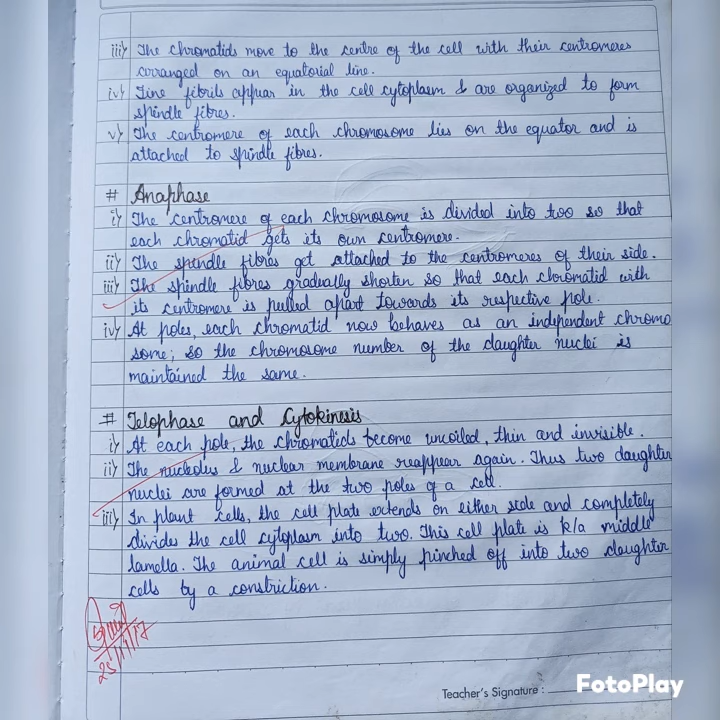 iii) The chromatids move to the centre of the cell with their centromeres
arranged on an equatorial line.
iv) Fine fibrils appear in the cell cytoplasm & are organized to form
spindle fibres.
v) The centromere of each chromosome lies on the equator and is
attached to spindle fibres.
# Anaphase
i) The centromere of each chromosome is divided into too so that
each chromatid gets its own centromere.
ii) The spindle fibres get attached to the centromeres of their side.
iii) The spindle fibres gradually shorten so that each chromatid with
its centromere is pulled apart towards its respective pole.
iv) At poles, each chromatid now behaves as an independent chromo
some; so the chromosome number of the daughter nuclei is
maintained the same.
# Telophase and Cytokinesis
i) At each pole, the chromatids become uncoiled, thin and invisible.
ii) The nucleolus & nuclear membrane reappear again. Thus two daughter
nuclei are formed at the two poles of a cell.
iii) In plant cells, the cell plate extends on either side and completely
divides the cell cytoplasm into two. This cell plate is k/a middle
lamella. The animal cell is simply pinched off into two daughter
cells by a constriction.
Teacher's Signature :
FotoPlay